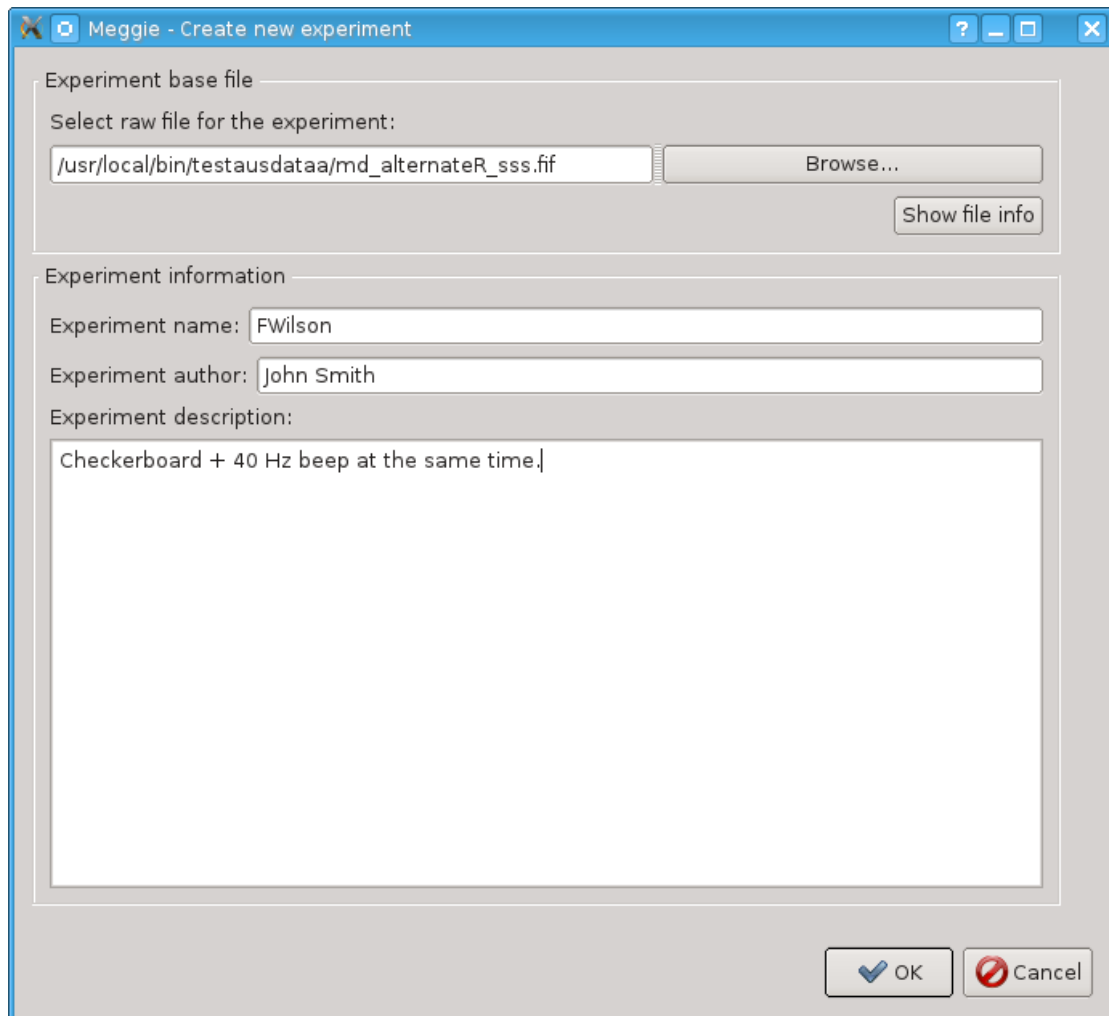 Meggie - Create new experiment
Experiment base file
Select raw file for the experiment:
/usr/local/bin/testausdataa/md_alternateR_sss.fif
Browse...
Show file info
Experiment information
Experiment name: FWilson
Experiment author: John Smith
Experiment description:
Checkerboard + 40 Hz beep at the same time.
OK
Cancel